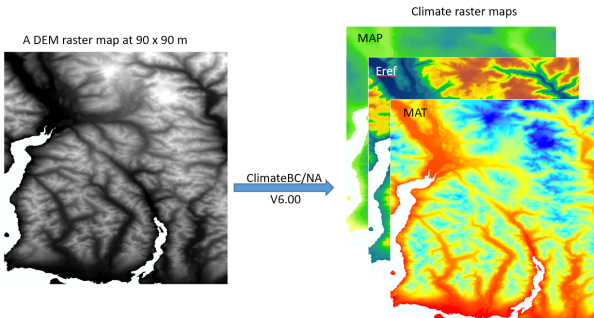 A DEM raster map at 90 x 90 m
ClimateBC/NA
V6.00
Climate raster maps
MAP
Eref
MAT